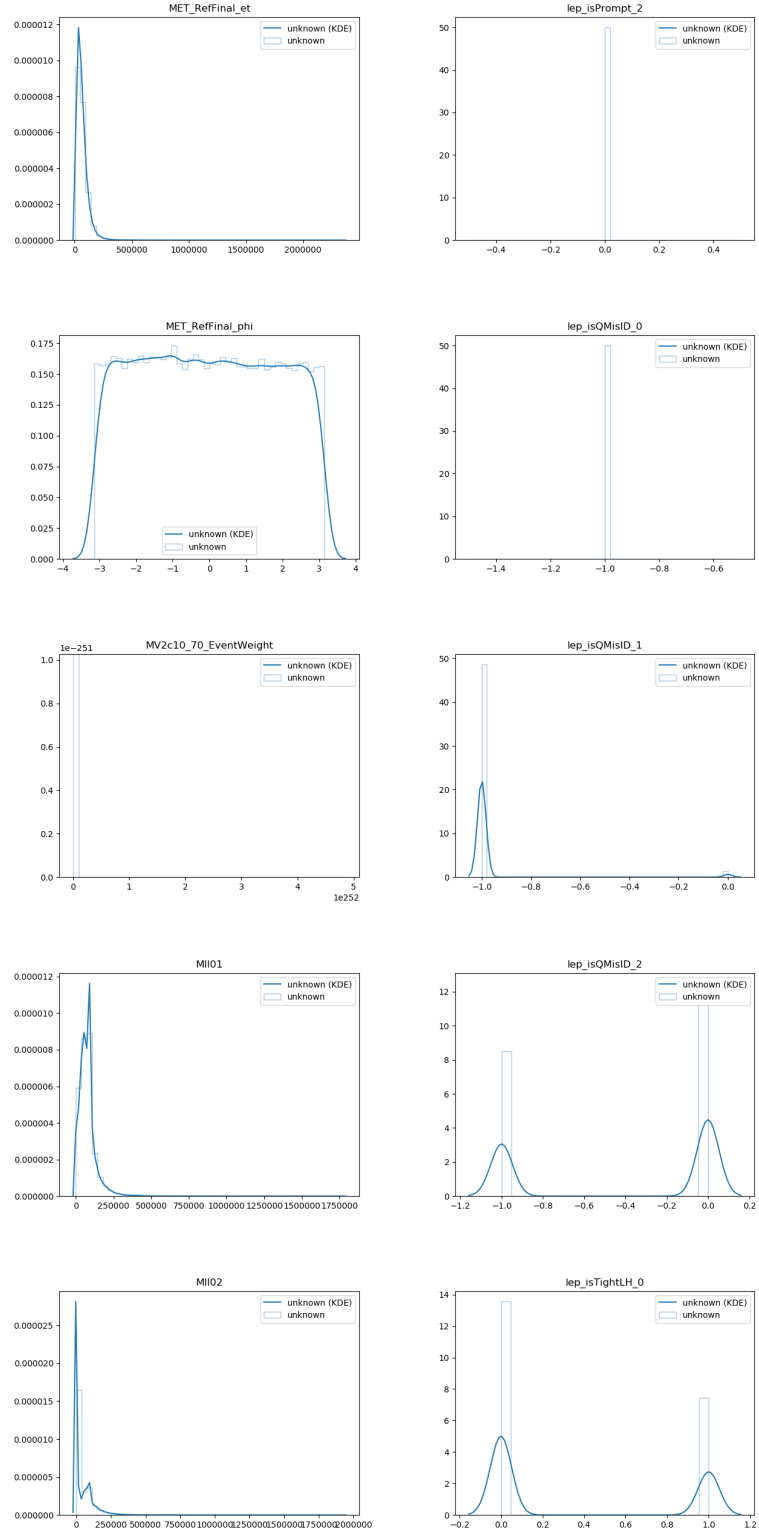 MET_RefFinal_et
unknown (KDE)
unknown
0.000012
0.000010
0.000008
0.000006
0.000004
0.000002
0.000000
0 500000 1000000 1500000 2000000
lep_isPrompt_2
unknown (KDE)
unknown
50
40
30
20
10
0
−0.4 −0.2 0.0 0.2 0.4
MET_RefFinal_phi
0.175
0.150
0.125
0.100
0.075
0.050
0.025
0.000
unknown (KDE)
unknown
−4 −3 −2 −1 0 1 2 3 4
lep_isQMisID_0
unknown (KDE)
unknown
50
40
30
20
10
0
−1.4 −1.2 −1.0 −0.8 −0.6
1e−251
MV2c10_70_EventWeight
unknown (KDE)
unknown
1.0
0.8
0.6
0.4
0.2
0.0
0 1 2 3 4 5
1e252
lep_isQMisID_1
unknown (KDE)
unknown
50
40
30
20
10
0
−1.0 −0.8 −0.6 −0.4 −0.2 0.0
Mll01
unknown (KDE)
unknown
0.000012
0.000010
0.000008
0.000006
0.000004
0.000002
0.000000
0 250000 500000 750000 1000000 1250000 1500000 1750000
lep_isQMisID_2
unknown (KDE)
unknown
12
10
8
6
4
2
0
−1.2 −1.0 −0.8 −0.6 −0.4 −0.2 0.0 0.2
Mll02
unknown (KDE)
unknown
0.000025
0.000020
0.000015
0.000010
0.000005
0.000000
0 250000 500000 750000 1000000 1250000 1500000 1750000 2000000
lep_isTightLH_0
unknown (KDE)
unknown
14
12
10
8
6
4
2
0
−0.2 0.0 0.2 0.4 0.6 0.8 1.0 1.2